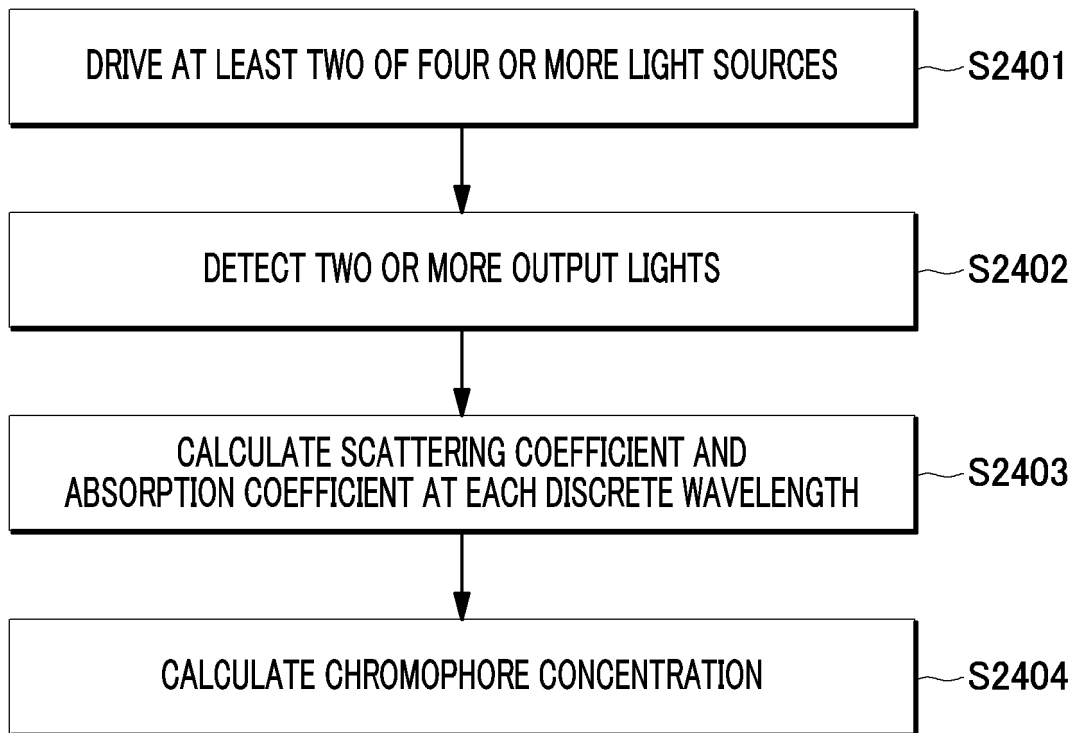 DRIVE AT LEAST TWO OF FOUR OR MORE LIGHT SOURCES
S2401
DETECT TWO OR MORE OUTPUT LIGHTS
S2402
CALCULATE SCATTERING COEFFICIENT AND
ABSORPTION COEFFICIENT AT EACH DISCRETE WAVELENGTH
S2403
CALCULATE CHROMOPHORE CONCENTRATION
S2404